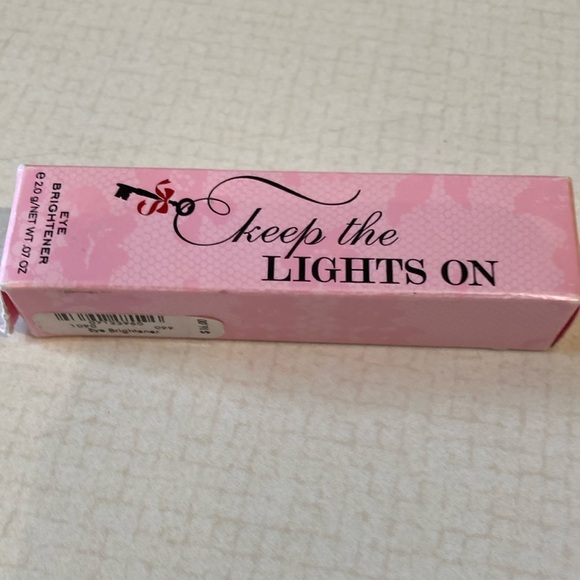 keep the
LIGHTS ON
EYE
BRIGHTENER
℮ 2.0 g/NET WT .07 OZ
Eye Brightener